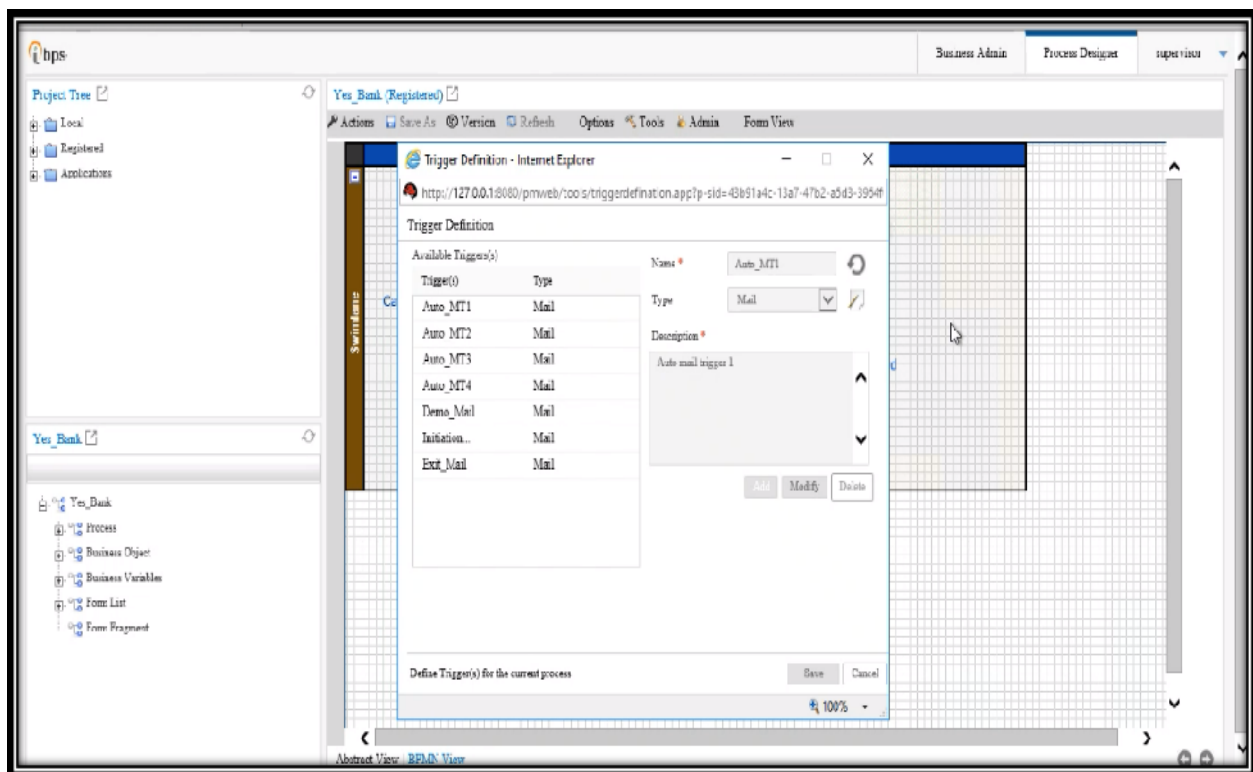 ibps
Business Admin
Process Designer
supervisor
Project Tree
Local
Registered
Applications
Yes_Bank (Registered)
Actions Save As Version Refresh Options Tools Admin Form View
Swimlane
Ca
d
Trigger Definition - Internet Explorer
http://127.0.0.1:8080/pmweb/tools/triggerdefination.app?p-sid=43b91a4c-13a7-47b2-a5d3-3954f
Trigger Definition
Available Triggers(s)
Trigger(s) Type
Auto_MT1 Mail
Auto_MT2 Mail
Auto_MT3 Mail
Auto_MT4 Mail
Demo_Mail Mail
Initiation... Mail
Exit_Mail Mail
Name * Auto_MT1
Type Mail
Description *
Auto mail trigger 1
Add Modify Delete
Define Trigger(s) for the current process
Save Cancel
100%
Yes_Bank
Yes_Bank
Process
Business Object
Business Variables
Form List
Form Fragment
Abstract View BPMN View